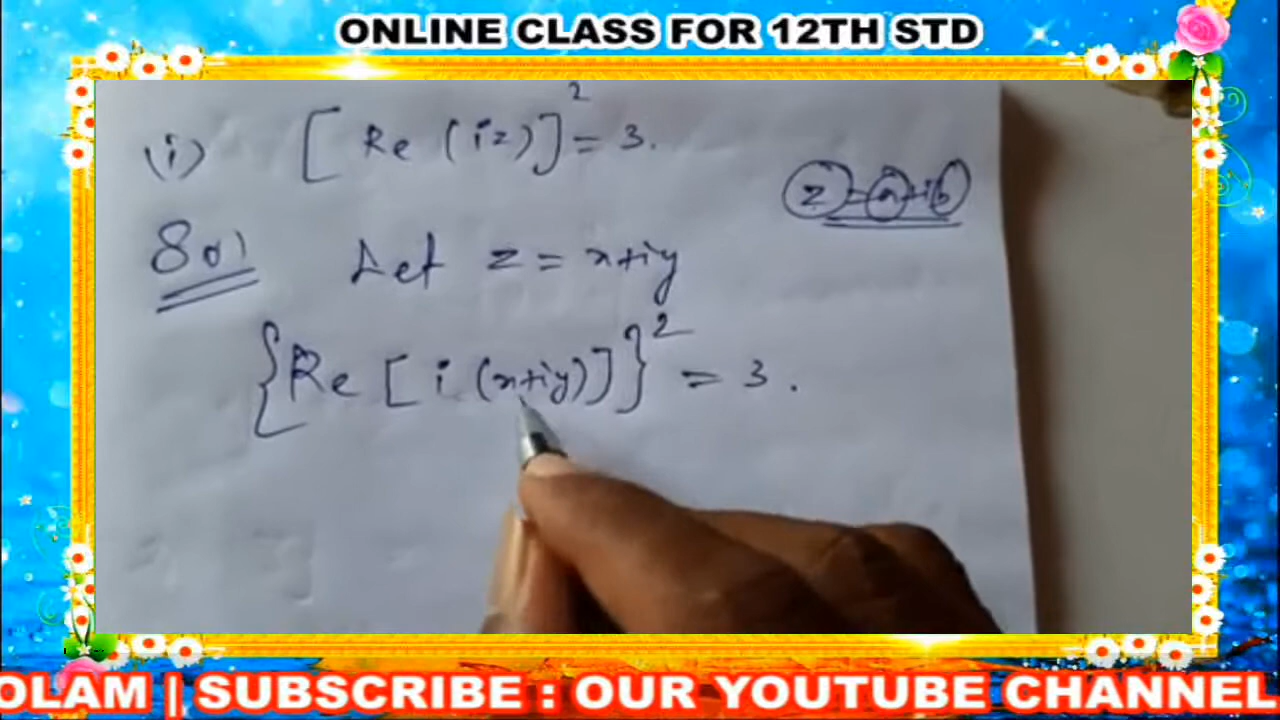 ONLINE CLASS FOR 12TH STD
(i) [Re (iz)]² = 3.
z = a+ib
Sol Let z = x+iy
{Re [i (x+iy)]}² = 3.
OLAM | SUBSCRIBE : OUR YOUTUBE CHANNEL